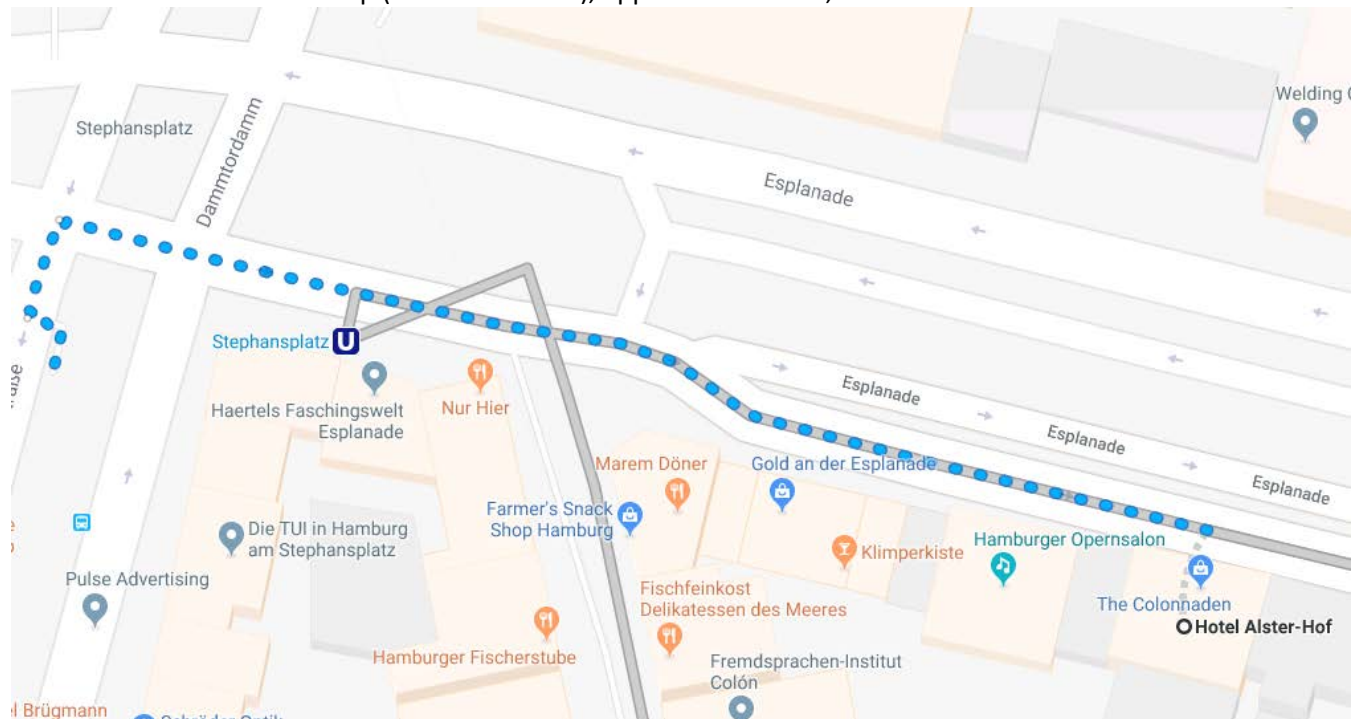 Welding
Stephansplatz
Dammtordamm
Esplanade
Stephansplatz
U
Haertels Faschingswelt
Esplanade
Nur Hier
Esplanade
Esplanade
Esplanade
Marem Döner
Gold an der Esplanade
Farmer's Snack
Shop Hamburg
Die TUI in Hamburg
am Stephansplatz
Klimperkiste
Hamburger Opernsalon
Pulse Advertising
Fischfeinkost
Delikatessen des Meeres
The Colonnaden
Hotel Alster-Hof
Hamburger Fischerstube
Fremdsprachen-Institut
Colón
el Brügmann